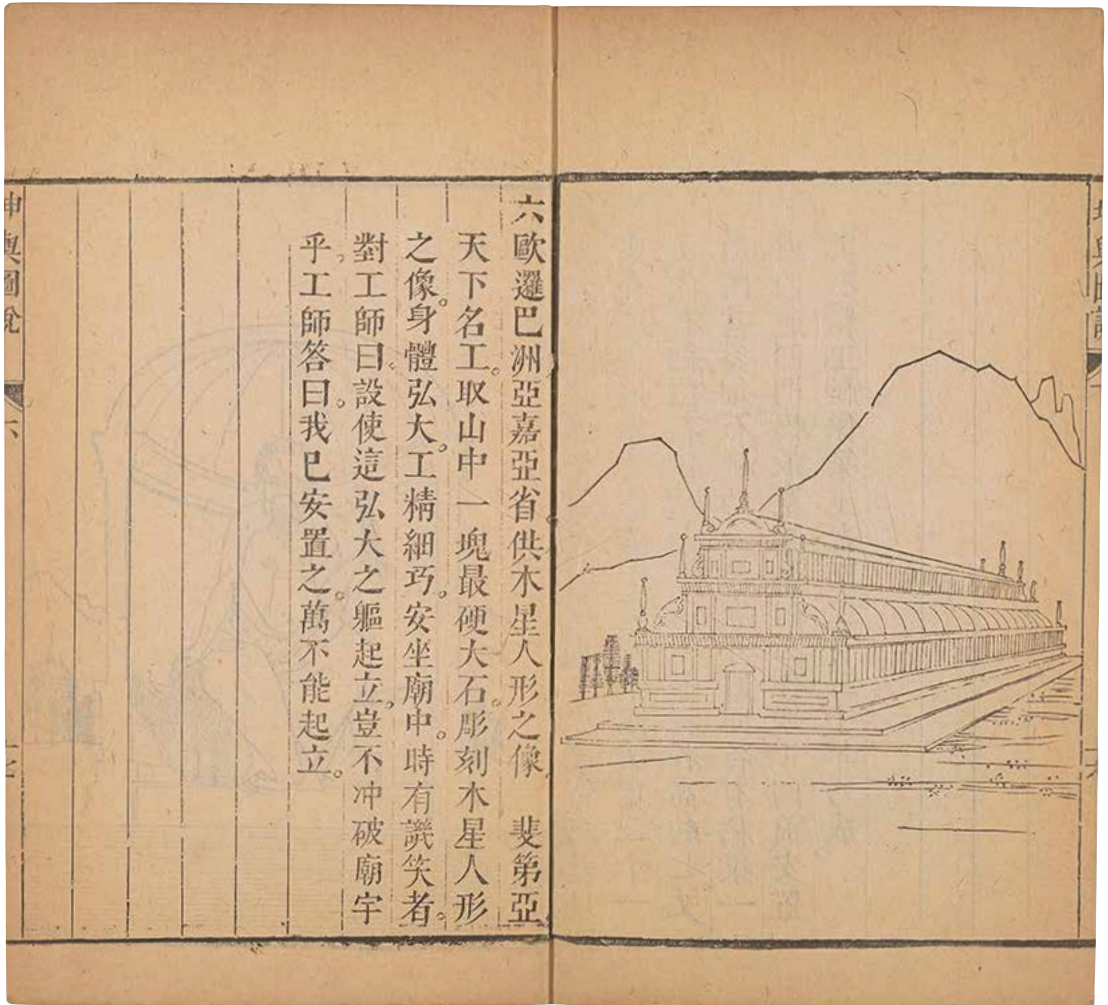 六歐邏巴洲亞嘉亞省供木星人形之像　斐第亞
天下名工。取山中一塊最硬大石。彫刻木星人形
之像。身體弘大。工精細巧。安坐廟中。時有譏笑者。
對工師曰。設使這弘大之軀起立。豈不冲破廟宇
乎。工師答曰。我已安置之。萬不能起立。
坤輿圖說
六